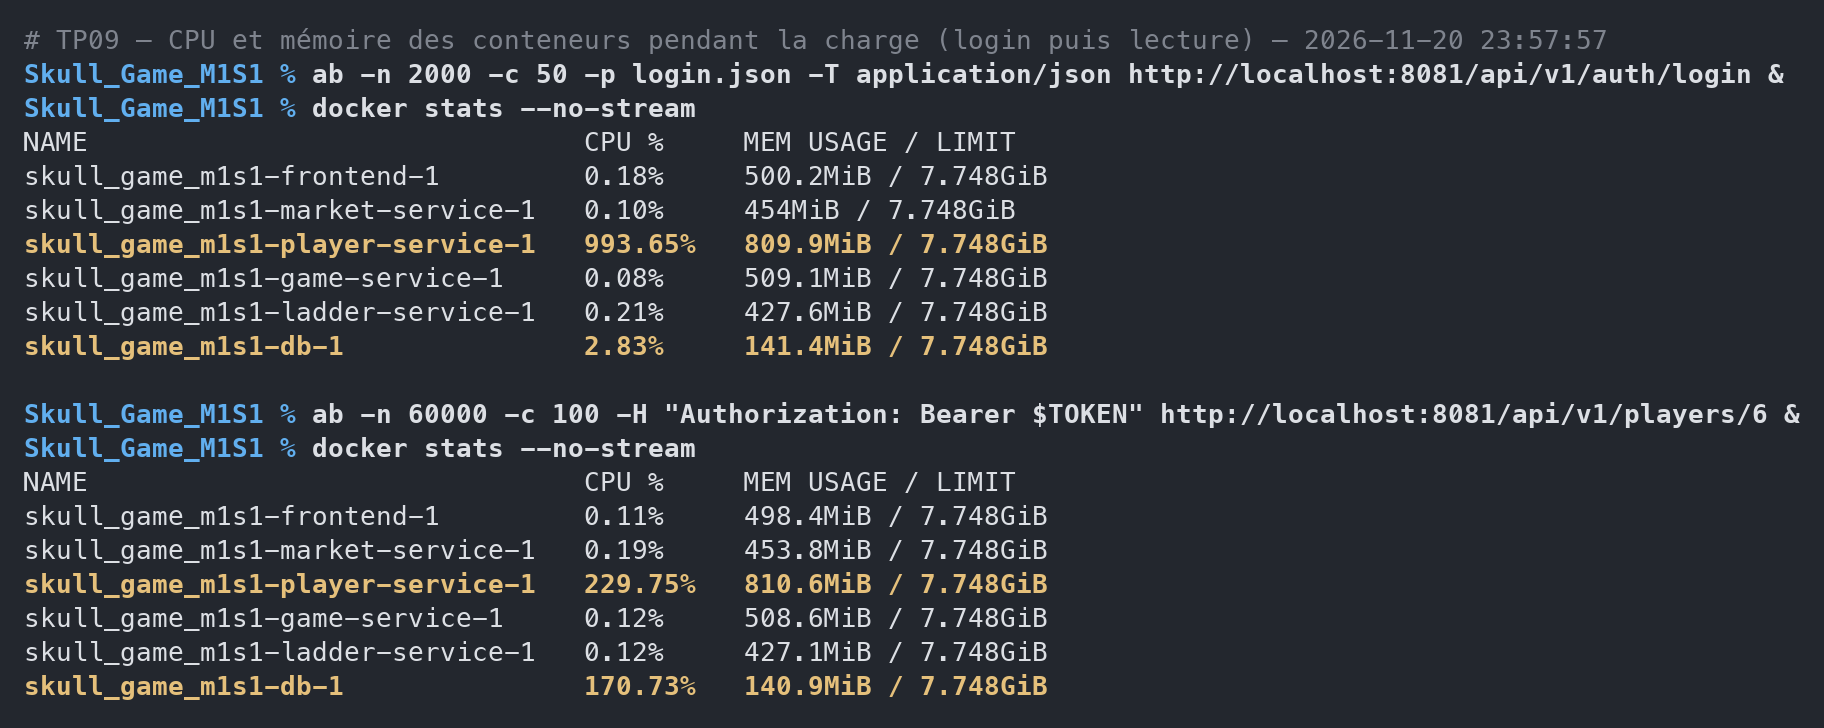 # TP09 — CPU et mémoire des conteneurs pendant la charge (login puis lecture) — 2026-11-20 23:57:57
Skull_Game_M1S1 % ab -n 2000 -c 50 -p login.json -T application/json http://localhost:8081/api/v1/auth/login &
Skull_Game_M1S1 % docker stats --no-stream
NAME                               CPU %     MEM USAGE / LIMIT
skull_game_m1s1-frontend-1         0.18%     500.2MiB / 7.748GiB
skull_game_m1s1-market-service-1   0.10%     454MiB / 7.748GiB
skull_game_m1s1-player-service-1   993.65%   809.9MiB / 7.748GiB
skull_game_m1s1-game-service-1     0.08%     509.1MiB / 7.748GiB
skull_game_m1s1-ladder-service-1   0.21%     427.6MiB / 7.748GiB
skull_game_m1s1-db-1               2.83%     141.4MiB / 7.748GiB

Skull_Game_M1S1 % ab -n 60000 -c 100 -H "Authorization: Bearer $TOKEN" http://localhost:8081/api/v1/players/6 &
Skull_Game_M1S1 % docker stats --no-stream
NAME                               CPU %     MEM USAGE / LIMIT
skull_game_m1s1-frontend-1         0.11%     498.4MiB / 7.748GiB
skull_game_m1s1-market-service-1   0.19%     453.8MiB / 7.748GiB
skull_game_m1s1-player-service-1   229.75%   810.6MiB / 7.748GiB
skull_game_m1s1-game-service-1     0.12%     508.6MiB / 7.748GiB
skull_game_m1s1-ladder-service-1   0.12%     427.1MiB / 7.748GiB
skull_game_m1s1-db-1               170.73%   140.9MiB / 7.748GiB